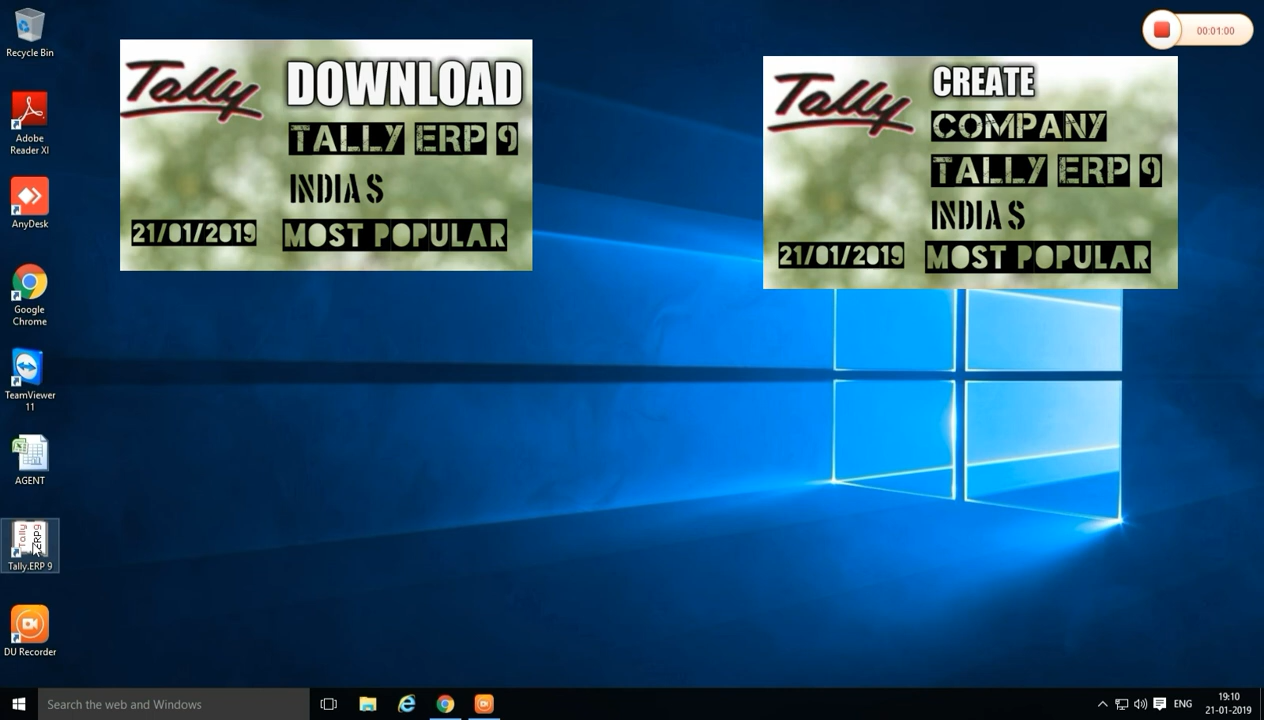 Recycle Bin
Adobe
Reader XI
AnyDesk
Google
Chrome
TeamViewer
11
AGENT
Tally
ERP9
Tally.ERP 9
DU Recorder
Tally
DOWNLOAD
TALLY ERP 9
INDIA S
21/01/2019
MOST POPULAR
Tally
CREATE
COMPANY
TALLY ERP 9
INDIA S
21/01/2019
MOST POPULAR
00:01:00
Search the web and Windows
ENG
19:10
21-01-2019